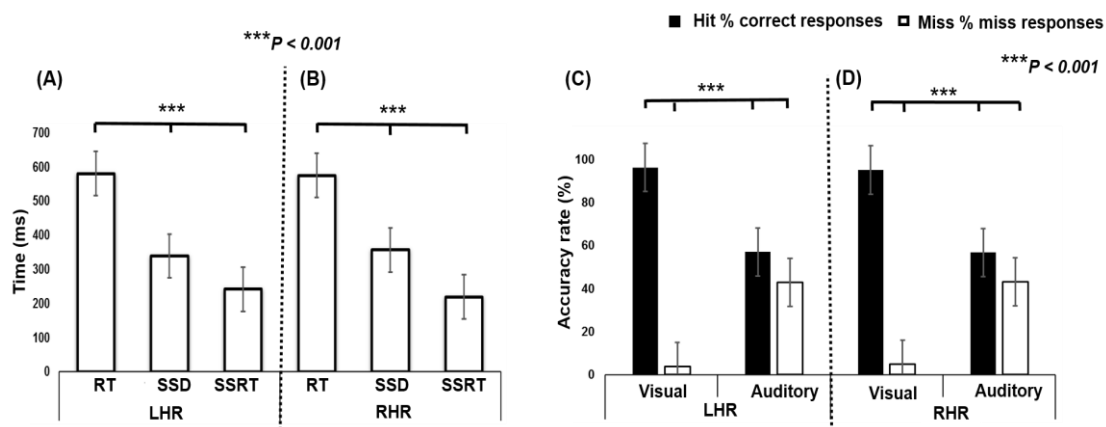 ■ Hit % correct responses □ Miss % miss responses
***P < 0.001
***P < 0.001
(A)
(B)
(C)
(D)
***
***
***
***
Time (ms)
700
600
500
400
300
200
100
0
RT SSD SSRT RT SSD SSRT
LHR RHR
Accuracy rate (%)
100
80
60
40
20
0
Visual Auditory Visual Auditory
LHR RHR